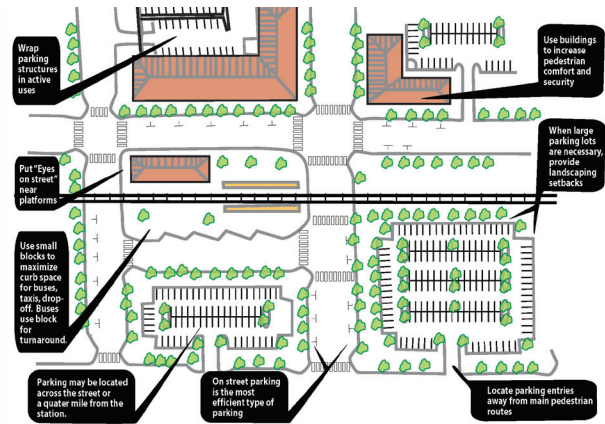 Wrap
parking
structures
in active
uses
Use buildings
to increase
pedestrian
comfort and
security
When large
parking lots
are necessary,
provide
landscaping
setbacks
Put "Eyes
on street"
near
platforms
Use small
blocks to
maximize
curb space
for buses,
taxis, drop-
off. Buses
use block
for
turnaround.
Parking may be located
across the street or
a quater mile from the
station.
On street parking
is the most
efficient type of
parking
Locate parking entries
away from main pedestrian
routes